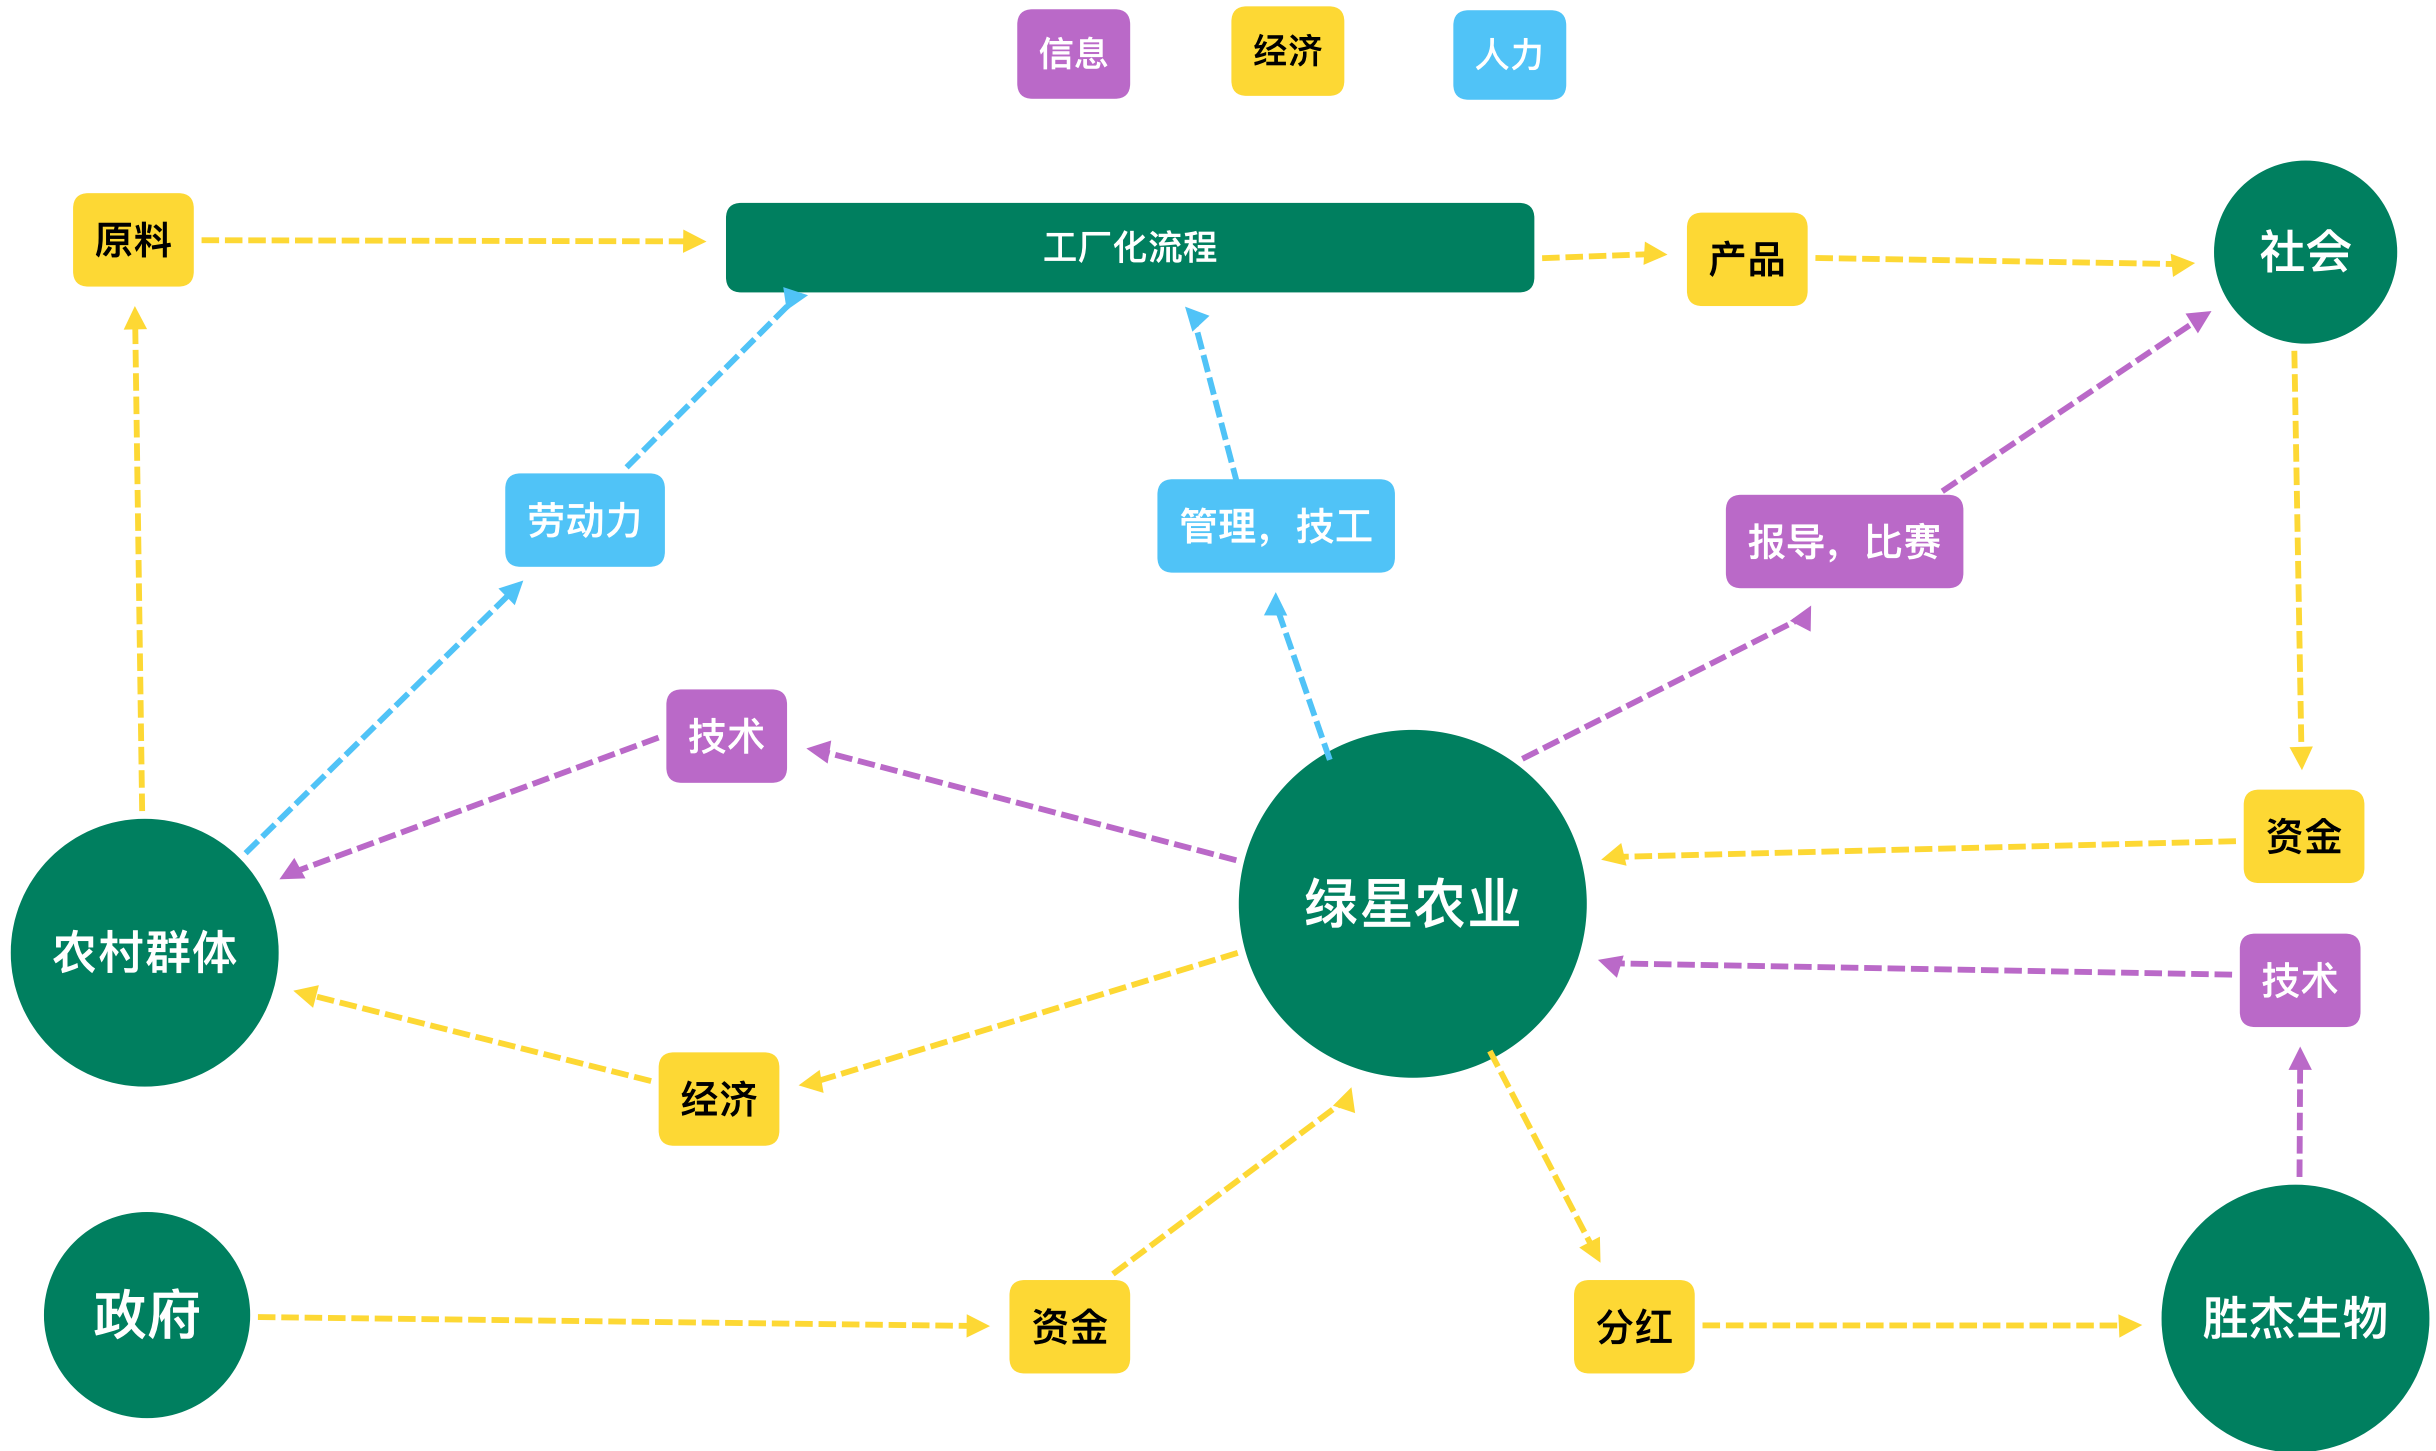 信息
经济
人力
原料
工厂化流程
产品
社会
劳动力
管理，技工
报导，比赛
技术
资金
绿星农业
农村群体
技术
经济
政府
资金
分红
胜杰生物